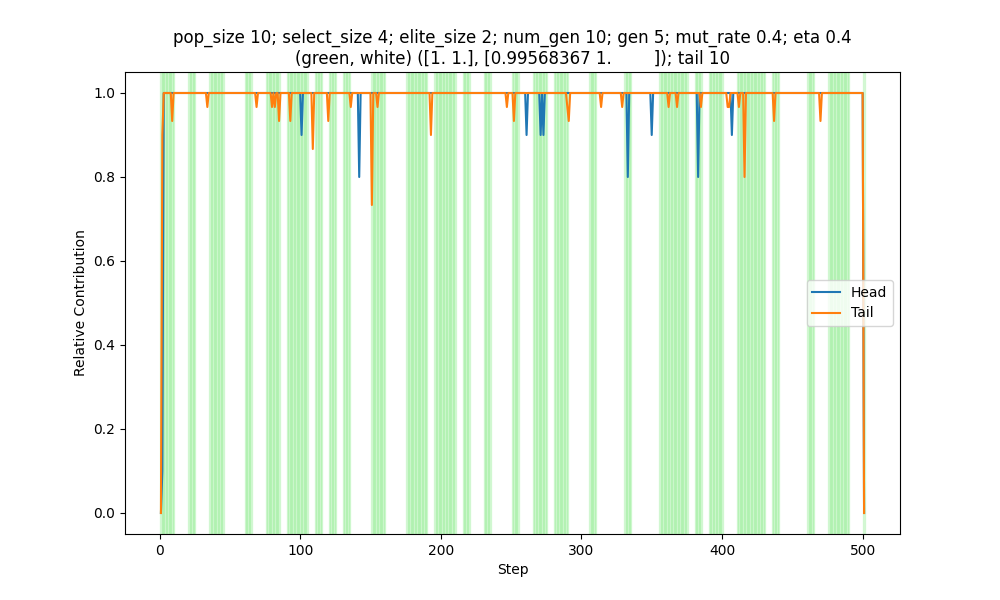 pop_size 10; select_size 4; elite_size 2; num_gen 10; gen 5; mut_rate 0.4; eta 0.4
(green, white) ([1. 1.], [0.99568367 1.         ]); tail 10
1.0
0.8
0.6
0.4
0.2
0.0
Relative Contribution
Head
Tail
0
100
200
300
400
500
Step